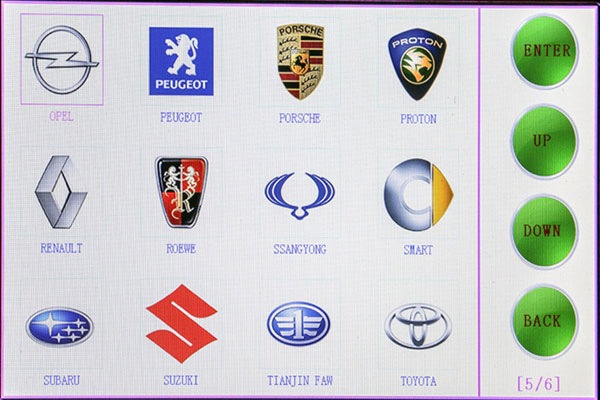 PEUGEOT
PORSCHE
PROTON
OPEL
PEUGEOT
PORSCHE
PROTON
RENAULT
ROEWE
SSANGYONG
SMART
SUBARU
SUZUKI
TIANJIN FAW
TOYOTA
ENTER
UP
DOWN
BACK
[5/6]